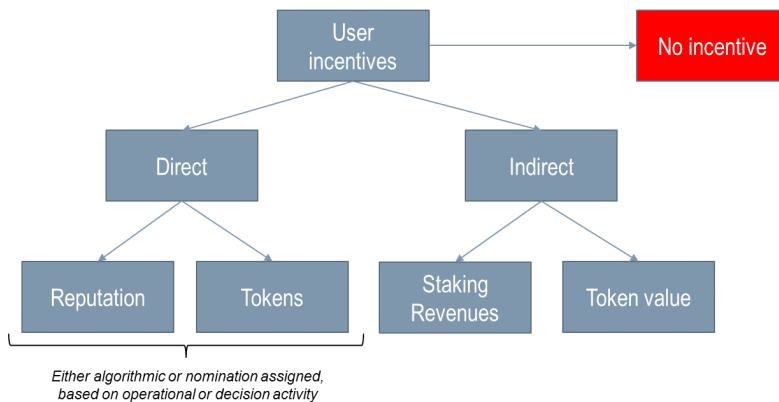 User
incentives
No incentive
Direct
Indirect
Reputation
Tokens
Staking
Revenues
Token value
Either algorithmic or nomination assigned,
based on operational or decision activity